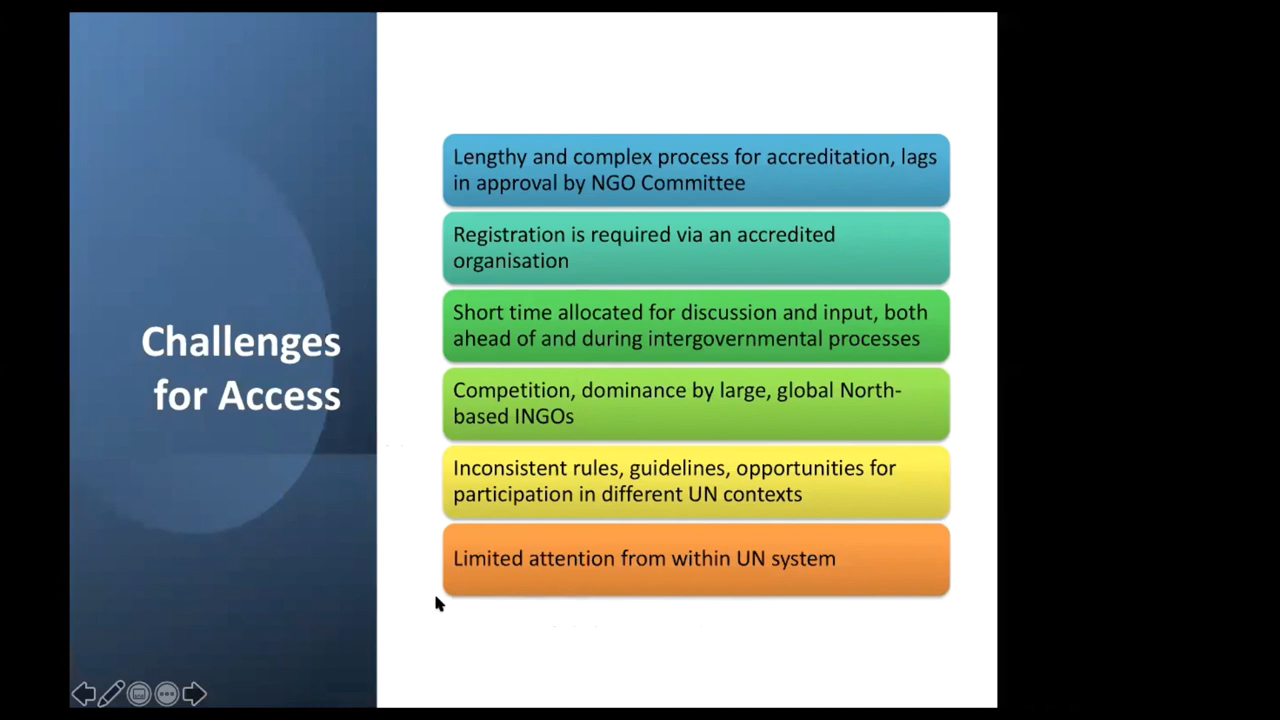 Challenges
for Access
Lengthy and complex process for accreditation, lags
in approval by NGO Committee
Registration is required via an accredited
organisation
Short time allocated for discussion and input, both
ahead of and during intergovernmental processes
Competition, dominance by large, global North-
based INGOs
Inconsistent rules, guidelines, opportunities for
participation in different UN contexts
Limited attention from within UN system